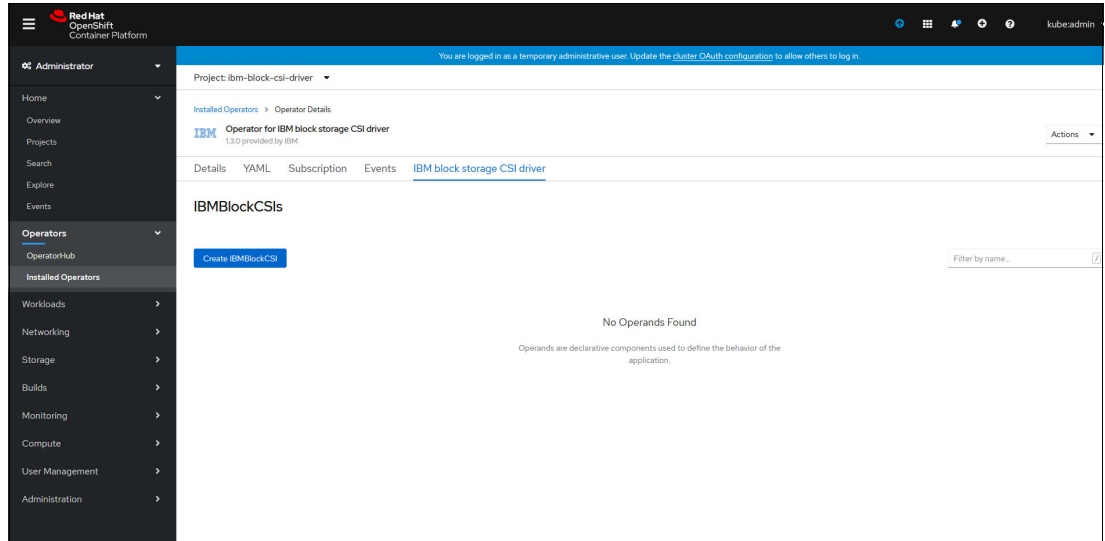 Red Hat
OpenShift
Container Platform
kube:admin
You are logged in as a temporary administrative user. Update the cluster OAuth configuration to allow others to log in.
Administrator
Project: ibm-block-csi-driver
Home
Overview
Projects
Search
Explore
Events
Operators
OperatorHub
Installed Operators
Workloads
Networking
Storage
Builds
Monitoring
Compute
User Management
Administration
Installed Operators > Operator Details
IBM
Operator for IBM block storage CSI driver
1.3.0 provided by IBM
Actions
Details YAML Subscription Events IBM block storage CSI driver
IBMBlockCSIs
Create IBMBlockCSI
Filter by name... /
No Operands Found
Operands are declarative components used to define the behavior of the
application.